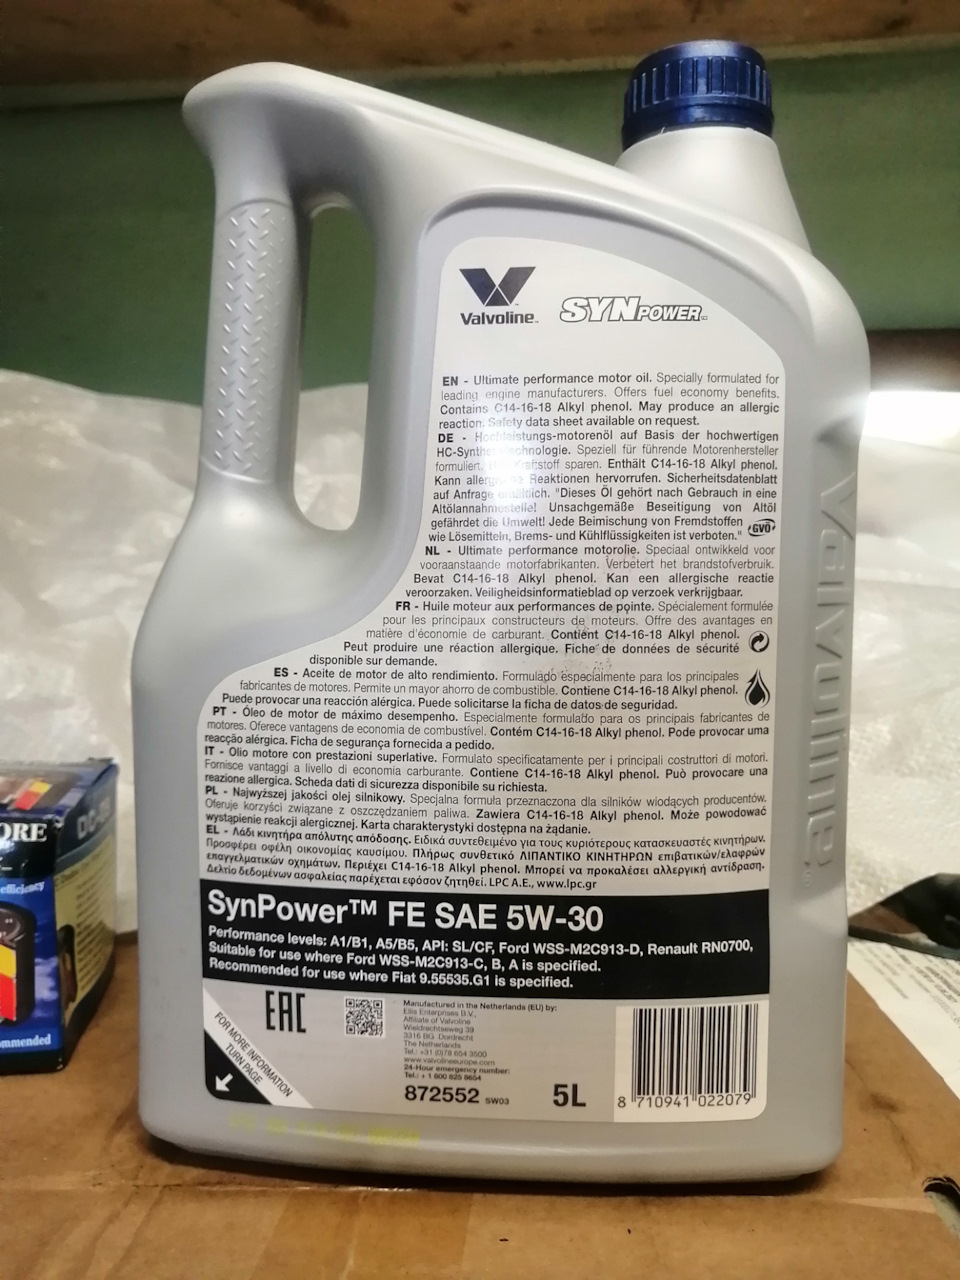 Valvoline™
SYNPOWER
EN - Ultimate performance motor oil. Specially formulated for
leading engine manufacturers. Offers fuel economy benefits.
Contains C14-16-18 Alkyl phenol. May produce an allergic
reaction. Safety data sheet available on request.
DE - Hochleistungs-motorenöl auf Basis der hochwertigen
HC-Synthesetechnologie. Speziell für führende Motorenhersteller
formuliert. Kraftstoff sparen. Enthält C14-16-18 Alkyl phenol.
Kann allergische Reaktionen hervorrufen. Sicherheitsdatenblatt
auf Anfrage erhältlich. "Dieses Öl gehört nach Gebrauch in eine
Altölannahmestelle! Unsachgemäße Beseitigung von Altöl
gefährdet die Umwelt! Jede Beimischung von Fremdstoffen
wie Lösemitteln, Brems- und Kühlflüssigkeiten ist verboten."
GVÖ
NL - Ultimate performance motorolie. Speciaal ontwikkeld voor
vooraanstaande motorfabrikanten. Verbetert het brandstofverbruik.
Bevat C14-16-18 Alkyl phenol. Kan een allergische reactie
veroorzaken. Veiligheidsinformatieblad op verzoek verkrijgbaar.
FR - Huile moteur aux performances de pointe. Spécialement formulée
pour les principaux constructeurs de moteurs. Offre des avantages en
matière d'économie de carburant. Contient C14-16-18 Alkyl phenol.
Peut produire une réaction allergique. Fiche de données de sécurité
disponible sur demande.
ES - Aceite de motor de alto rendimiento. Formulado especialmente para los principales
fabricantes de motores. Permite un mayor ahorro de combustible. Contiene C14-16-18 Alkyl phenol.
Puede provocar una reacción alérgica. Puede solicitarse la ficha de datos de seguridad.
PT - Óleo de motor de máximo desempenho. Especialmente formulado para os principais fabricantes de
motores. Oferece vantagens de economia de combustível. Contém C14-16-18 Alkyl phenol. Pode provocar uma
reacção alérgica. Ficha de segurança fornecida a pedido.
IT - Olio motore con prestazioni superlative. Formulato specificatamente per i principali costruttori di motori.
Fornisce vantaggi a livello di economia carburante. Contiene C14-16-18 Alkyl phenol. Può provocare una
reazione allergica. Scheda dati di sicurezza disponibile su richiesta.
PL - Najwyższej jakości olej silnikowy. Specjalna formuła przeznaczona dla silników wiodących producentów.
Oferuje korzyści związane z oszczędzaniem paliwa. Zawiera C14-16-18 Alkyl phenol. Może powodować
wystąpienie reakcji alergicznej. Karta charakterystyki dostępna na żądanie.
EL - Λάδι κινητήρα απόλυτης απόδοσης. Ειδικά συντεθειμένο για τους κυριότερους κατασκευαστές κινητήρων.
Προσφέρει οφέλη οικονομίας καυσίμου. Πλήρως συνθετικό ΛΙΠΑΝΤΙΚΟ ΚΙΝΗΤΗΡΩΝ επιβατικών/ελαφρών
επαγγελματικών οχημάτων. Περιέχει C14-16-18 Alkyl phenol. Μπορεί να προκαλέσει αλλεργική αντίδραση.
Δελτίο δεδομένων ασφαλείας παρέχεται εφόσον ζητηθεί. LPC A.E., www.lpc.gr
SynPower™ FE SAE 5W-30
Performance levels: A1/B1, A5/B5, API: SL/CF, Ford WSS-M2C913-D, Renault RN0700,
Suitable for use where Ford WSS-M2C913-C, B, A is specified.
Recommended for use where Fiat 9.55535.G1 is specified.
EAC
FOR MORE INFORMATION
TURN PAGE
Manufactured in the Netherlands (EU) by:
Ellis Enterprises B.V.,
Affiliate of Valvoline
Wieldrechtseweg 39
3316 BG Dordrecht
The Netherlands
Tel.: +31 (0)78 654 3500
www.valvolineeurope.com
24-Hour emergency number:
Tel.: + 1 800 825 8654
872552 SW03
5L
8 710941 022079
Valvoline
ORE
efficiency
ommended